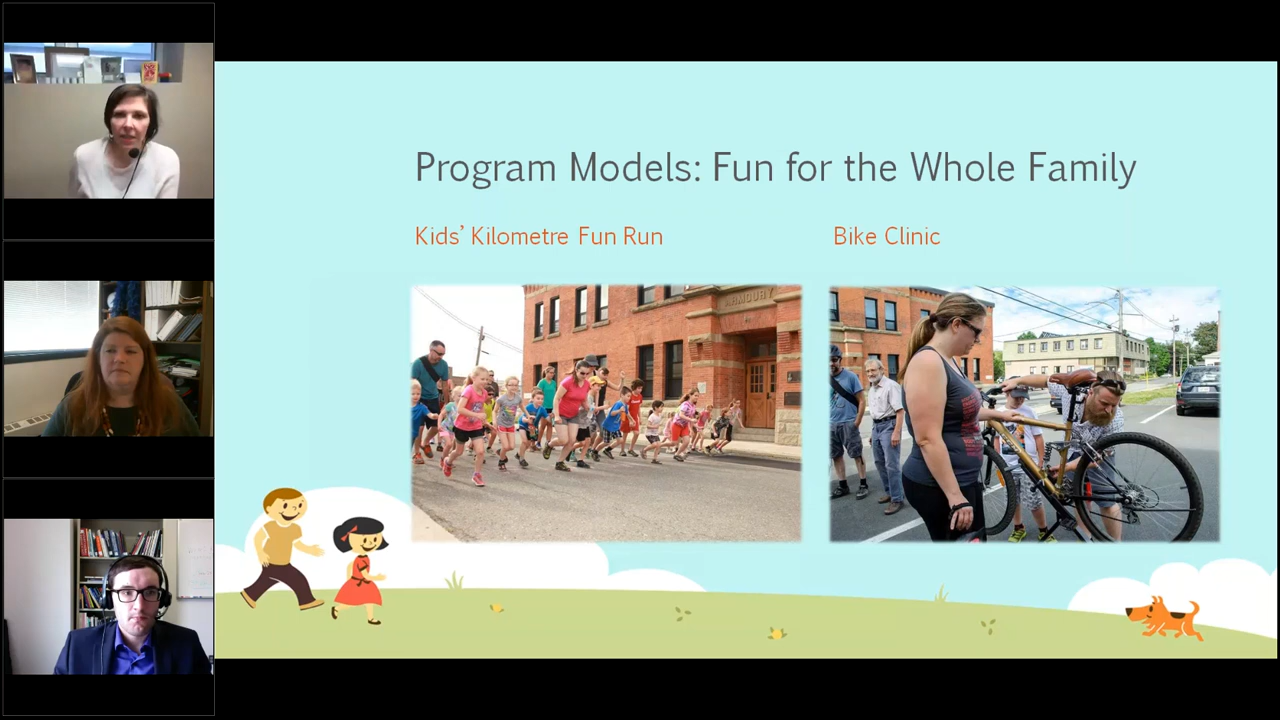 Program Models: Fun for the Whole Family
Kids’ Kilometre Fun Run
Bike Clinic
ARMOURY